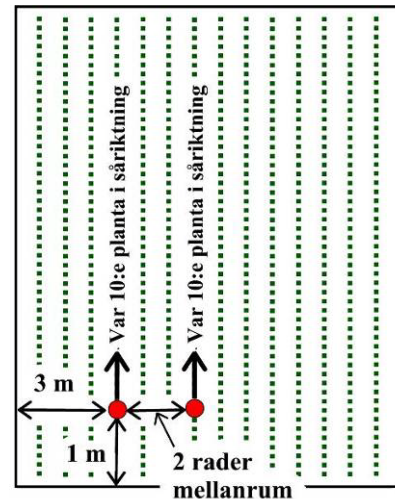 Var 10:e planta i såriktning
Var 10:e planta i såriktning
3 m
1 m
2 rader
mellanrum